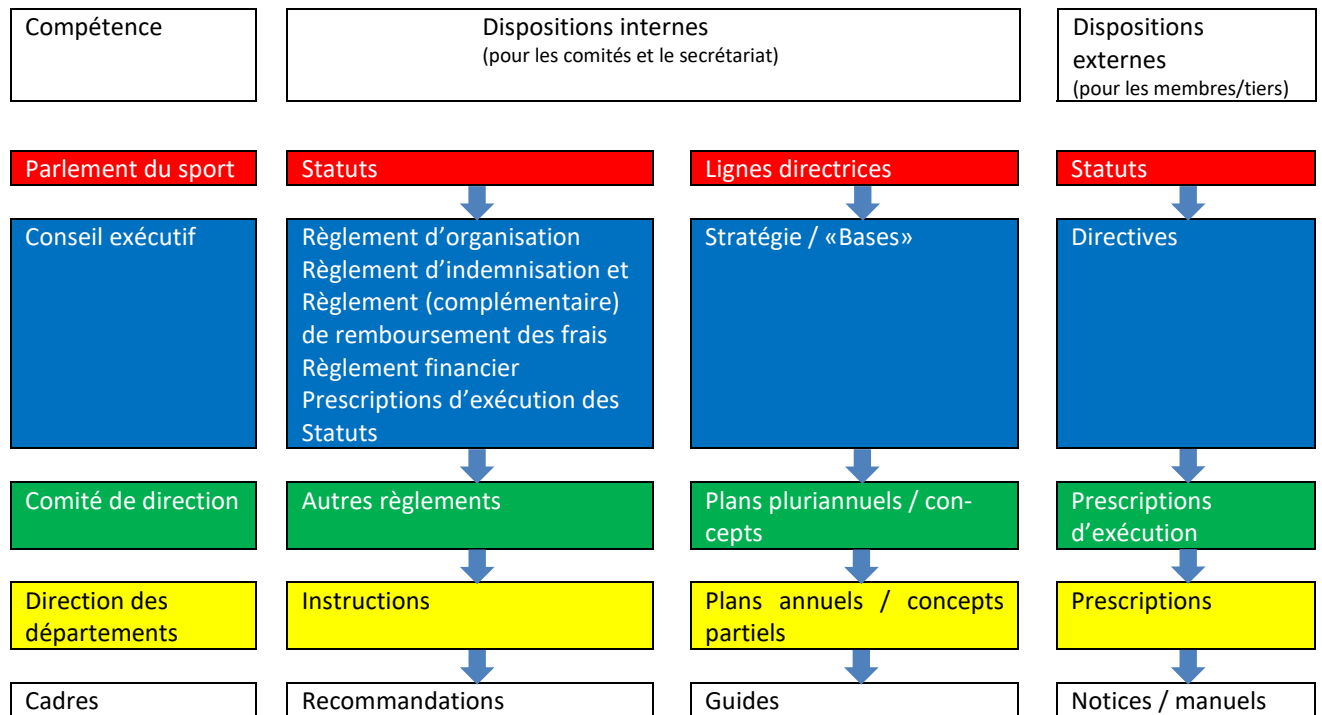 Compétence
Dispositions internes
(pour les comités et le secrétariat)
Dispositions
externes
(pour les membres/tiers)
Parlement du sport
Statuts
Lignes directrices
Statuts
Conseil exécutif
Règlement d’organisation
Règlement d’indemnisation et
Règlement (complémentaire)
de remboursement des frais
Règlement financier
Prescriptions d’exécution des
Statuts
Stratégie / «Bases»
Directives
Comité de direction
Autres règlements
Plans pluriannuels / con-
cepts
Prescriptions
d’exécution
Direction des
départements
Instructions
Plans annuels / concepts
partiels
Prescriptions
Cadres
Recommandations
Guides
Notices / manuels